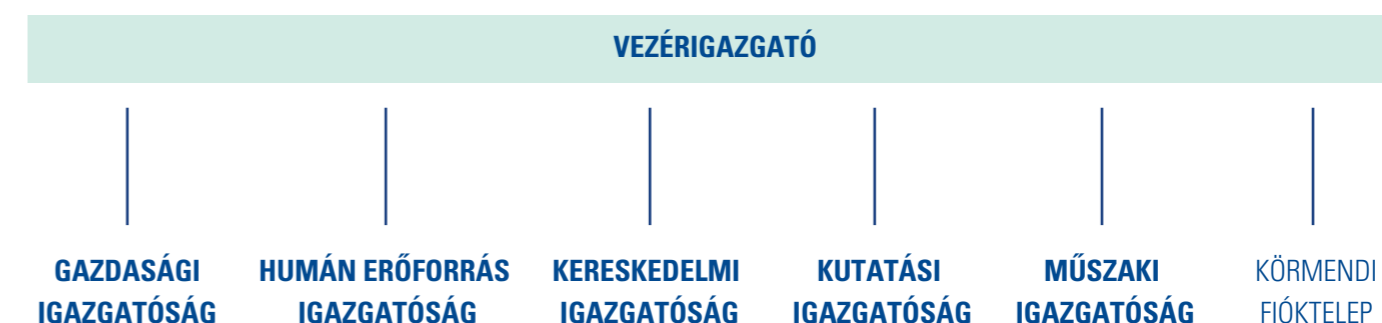 VEZÉRIGAZGATÓ
GAZDASÁGI
IGAZGATÓSÁG
HUMÁN ERŐFORRÁS
IGAZGATÓSÁG
KERESKEDELMI
IGAZGATÓSÁG
KUTATÁSI
IGAZGATÓSÁG
MŰSZAKI
IGAZGATÓSÁG
KÖRMENDI
FIÓKTELEP